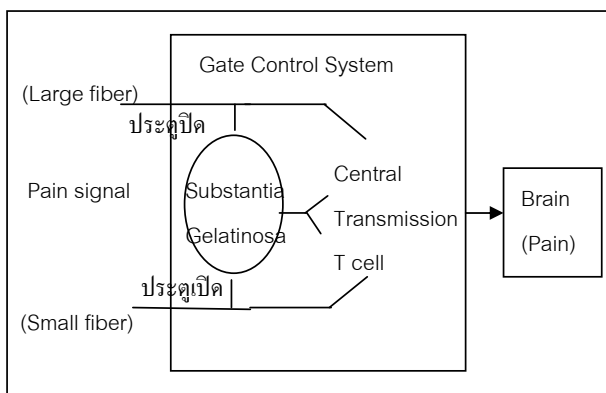 Gate Control System
(Large fiber)
ประตูปิด
Pain signal
Substantia
Gelatinosa
Central
Transmission
T cell
Brain
(Pain)
ประตูเปิด
(Small fiber)